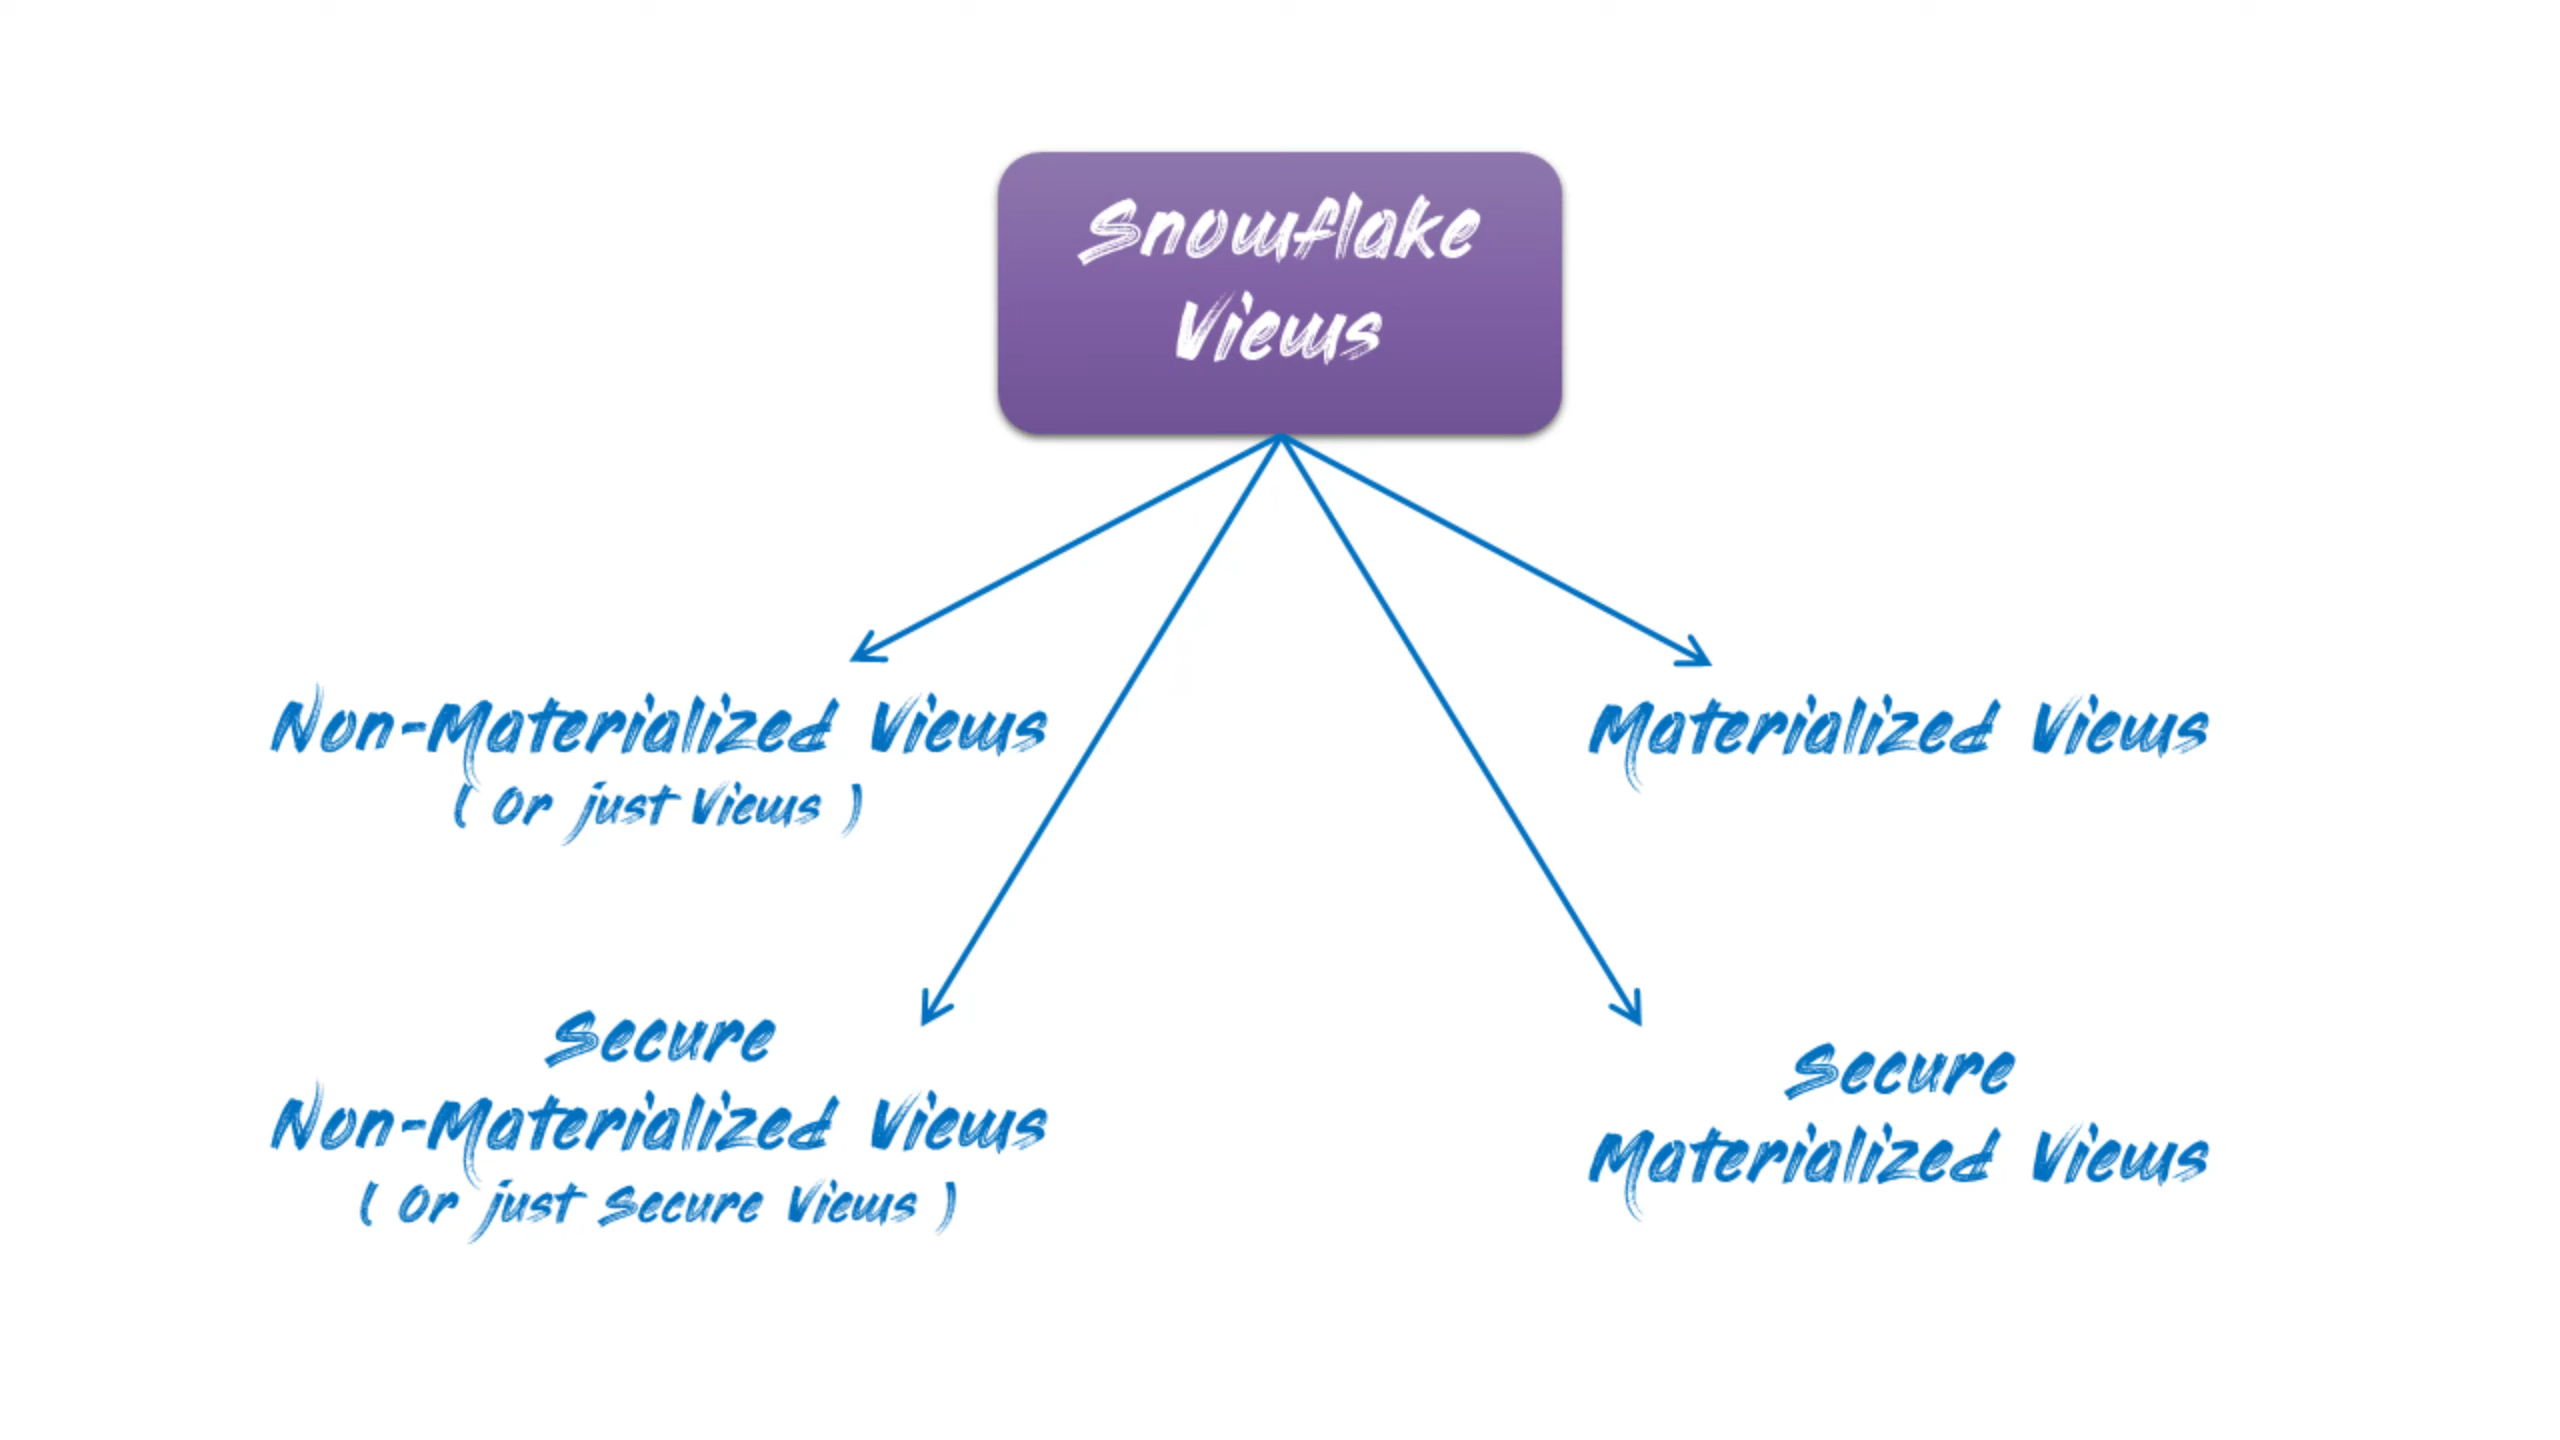 Snowflake
Views
Non-Materialized Views
( Or just Views )
Materialized Views
Secure
Non-Materialized Views
( Or just Secure Views )
Secure
Materialized Views